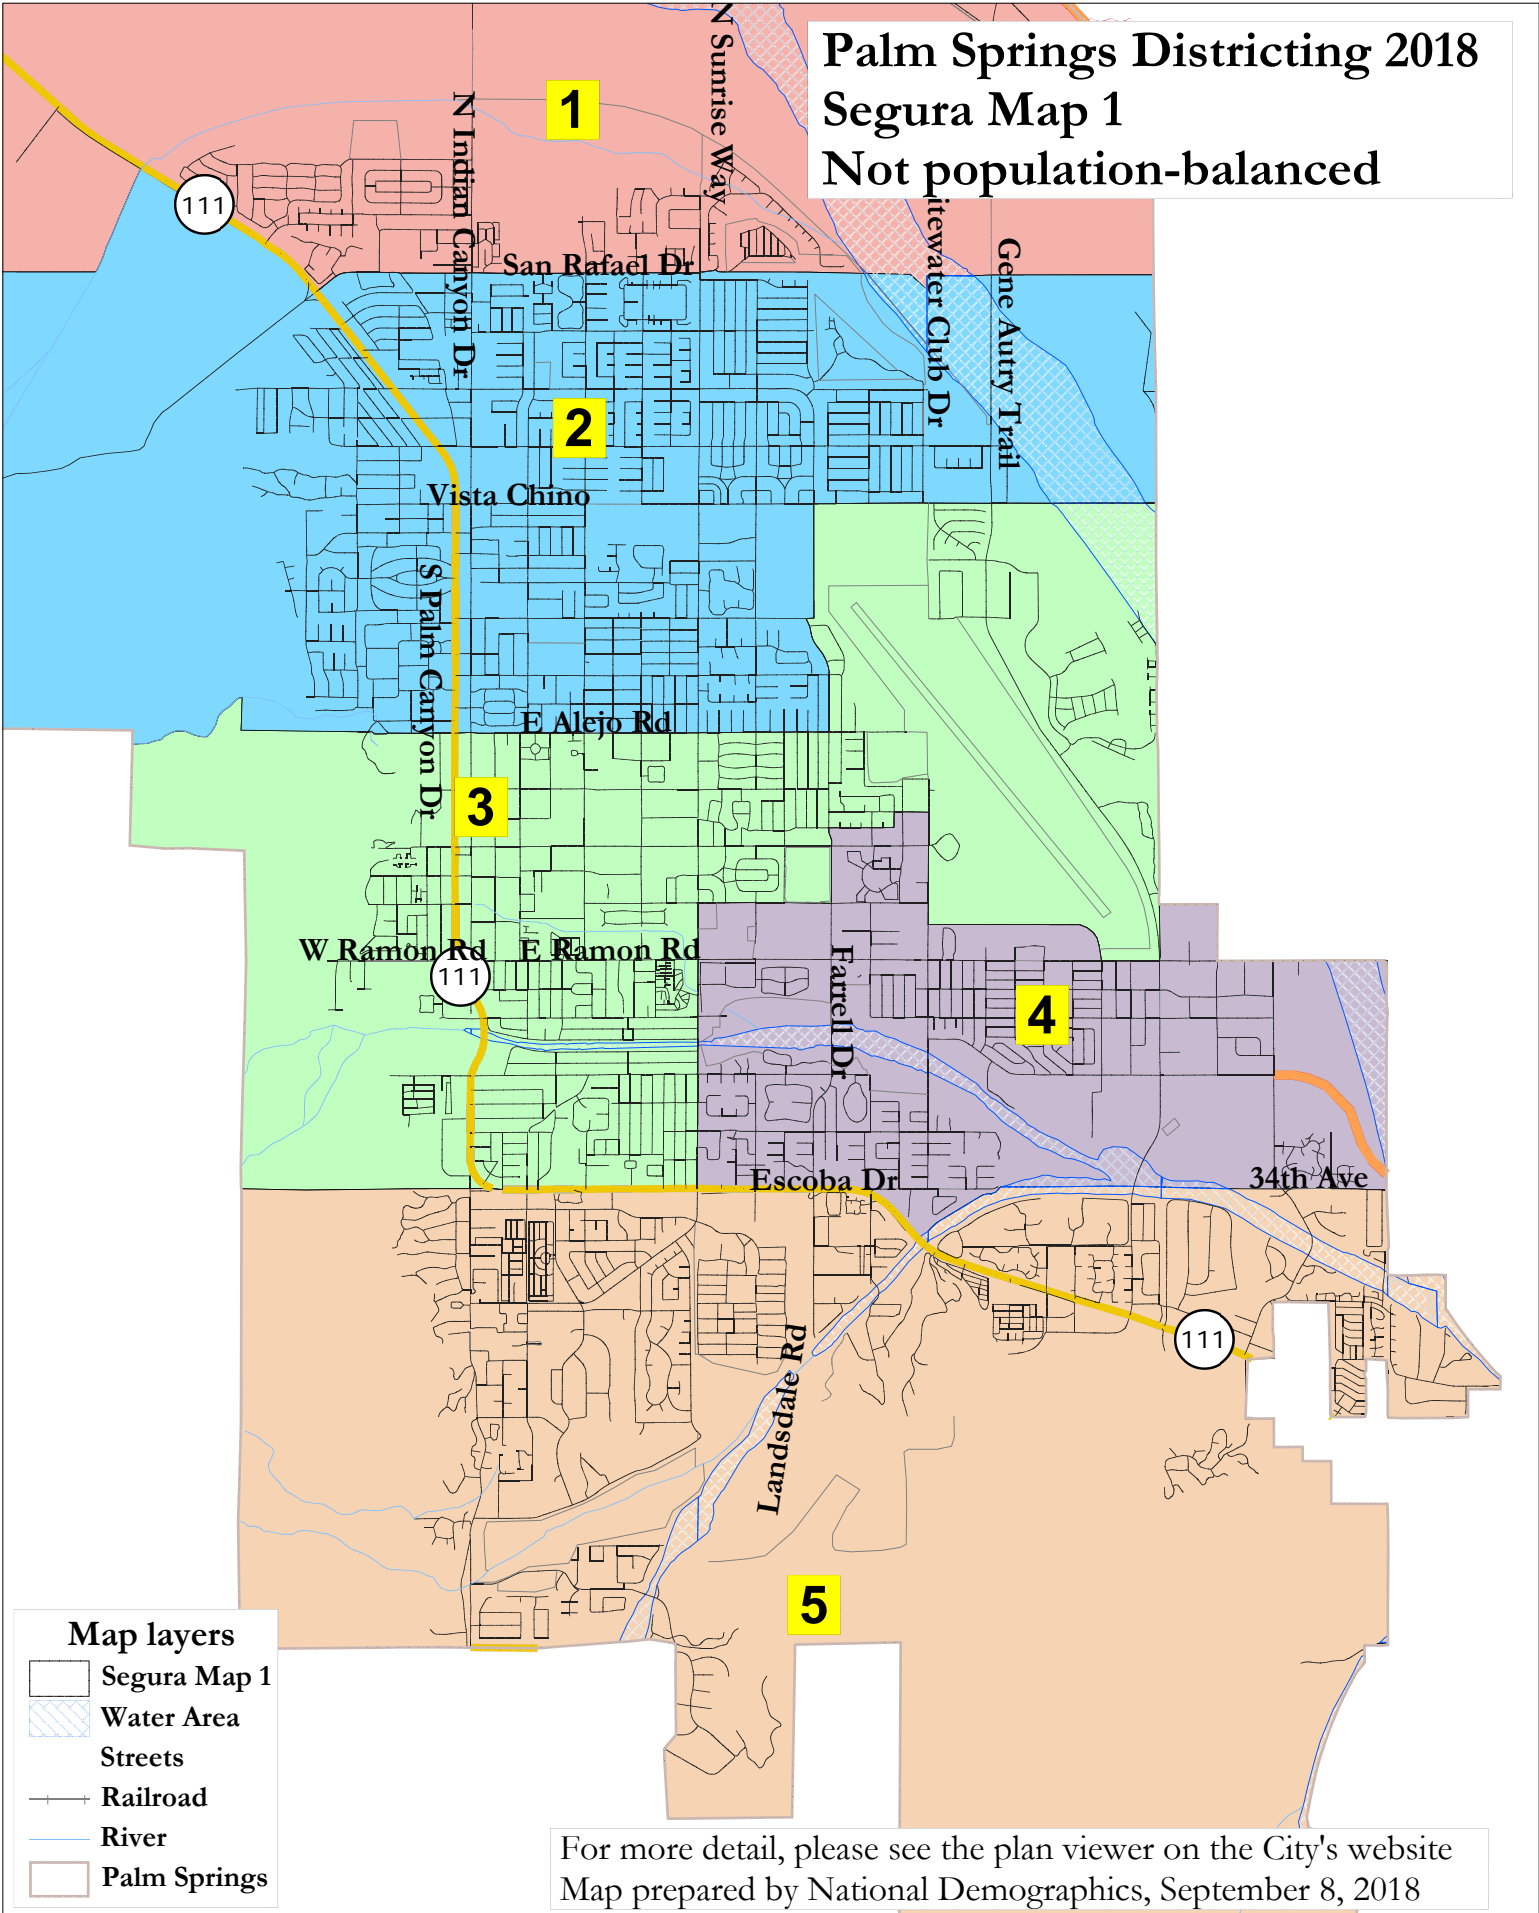 Palm Springs Districting 2018
Segura Map 1
Not population-balanced
N Sunrise Way
1
N Indian Canyon Dr
111
San Rafael Dr
itewater Club Dr
Gene Autry Trail
2
Vista Chino
S Palm Canyon Dr
E Alejo Rd
3
W Ramon Rd
E Ramon Rd
111
Farrell Dr
4
Escoba Dr
34th Ave
111
Landsdale Rd
5
Map layers
Segura Map 1
Water Area
Streets
Railroad
River
Palm Springs
For more detail, please see the plan viewer on the City's website
Map prepared by National Demographics, September 8, 2018